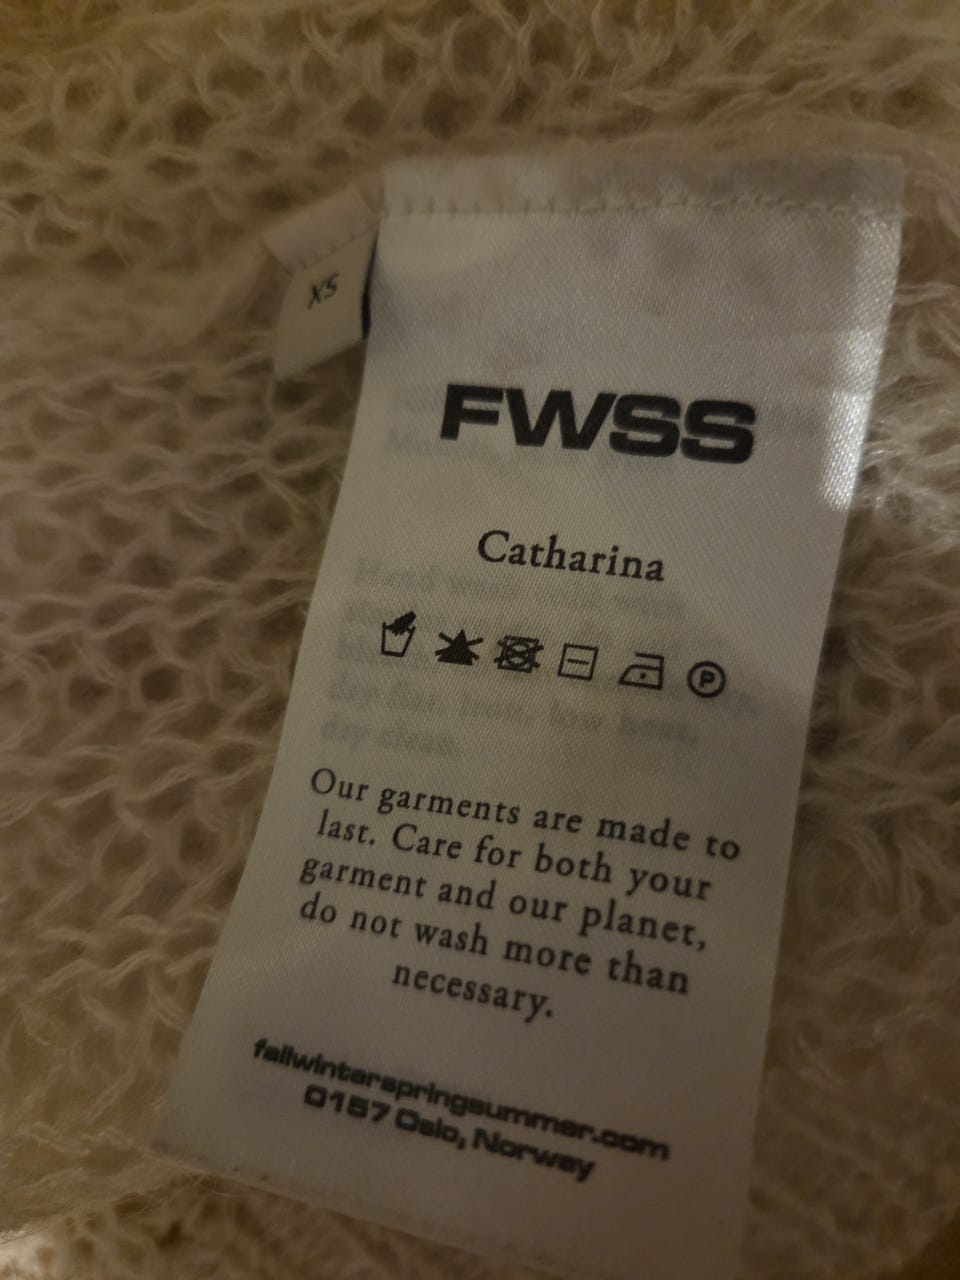 XS
FWSS
Catharina
P
Our garments are made to
last. Care for both your
garment and our planet,
do not wash more than
necessary.
fallwinterspringsummer.com
0157 Oslo, Norway